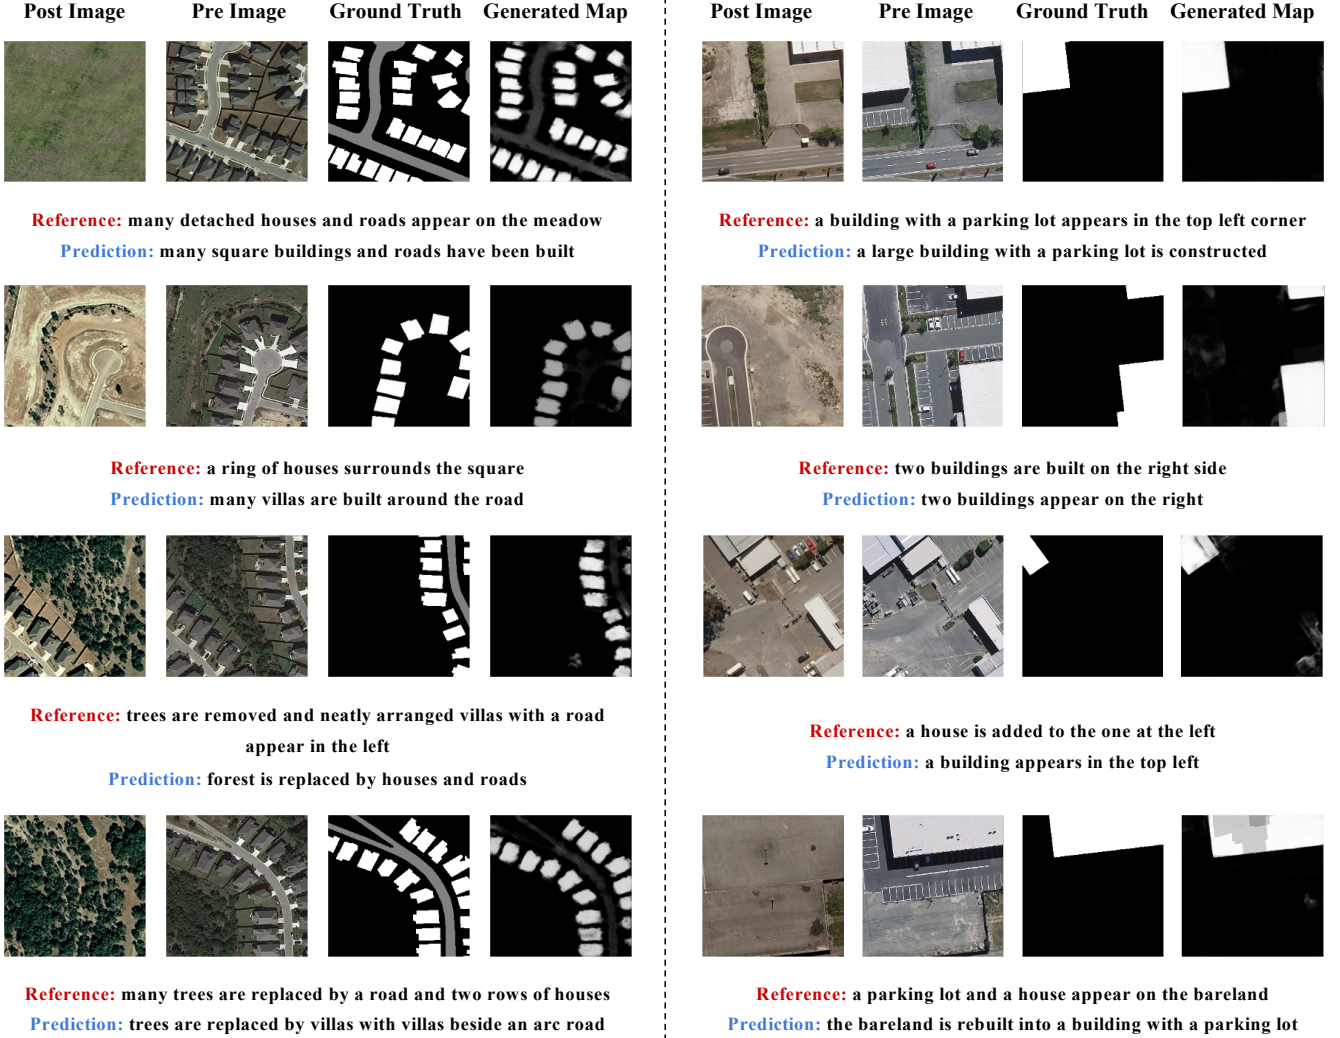 Post Image Pre Image Ground Truth Generated Map
Reference: many detached houses and roads appear on the meadow
Prediction: many square buildings and roads have been built
Reference: a ring of houses surrounds the square
Prediction: many villas are built around the road
Reference: trees are removed and neatly arranged villas with a road
appear in the left
Prediction: forest is replaced by houses and roads
Reference: many trees are replaced by a road and two rows of houses
Prediction: trees are replaced by villas with villas beside an arc road
Post Image Pre Image Ground Truth Generated Map
Reference: a building with a parking lot appears in the top left corner
Prediction: a large building with a parking lot is constructed
Reference: two buildings are built on the right side
Prediction: two buildings appear on the right
Reference: a house is added to the one at the left
Prediction: a building appears in the top left
Reference: a parking lot and a house appear on the bareland
Prediction: the bareland is rebuilt into a building with a parking lot